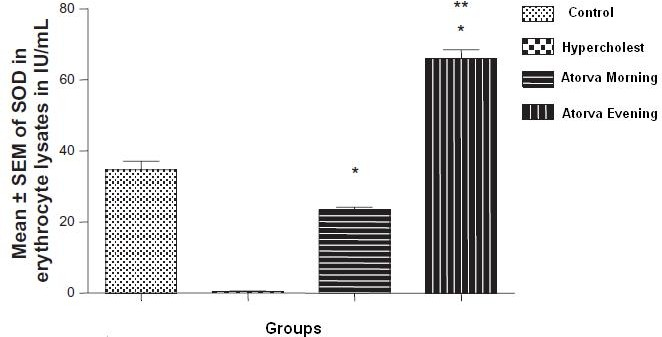 Mean ± SEM of SOD in
erythrocyte lysates in IU/mL
80
60
40
20
0
*
**
*
Groups
Control
Hypercholest
Atorva Morning
Atorva Evening